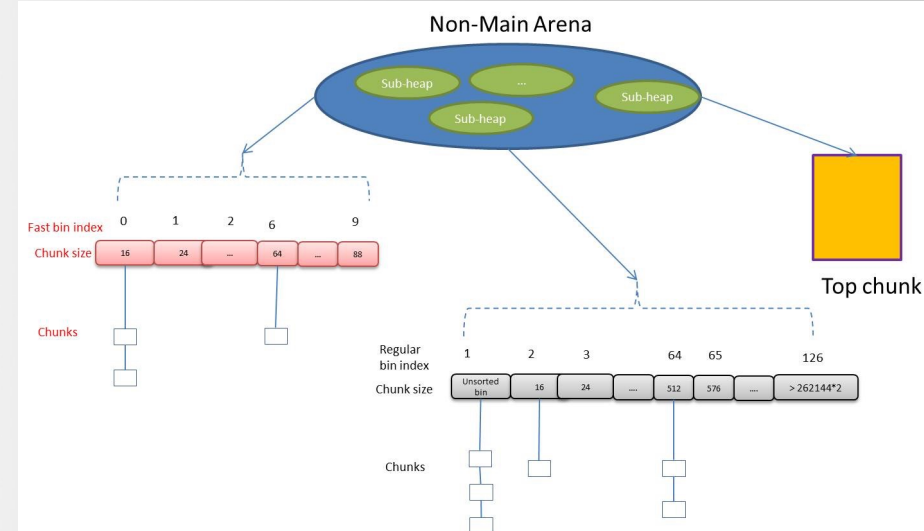 Non-Main Arena
Sub-heap
...
Sub-heap
Sub-heap
Fast bin index 0 1 2 6 9
Chunk size 16 24 ... 64 ... 88
Chunks
Top chunk
Regular bin index 1 2 3 64 65 126
Chunk size Unsorted bin 16 24 .... 512 576 .... > 262144*2
Chunks